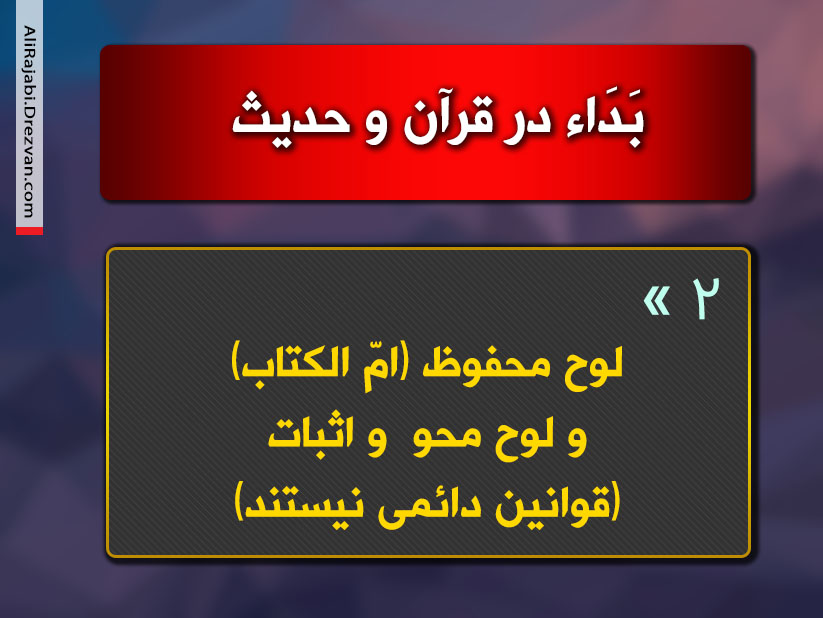 AliRajabi.Drezvan.com
بَدَاء در قرآن و حدیث
۲ »
لوح محفوظ (امّ الکتاب)
و لوح محو و اثبات
(قوانین دائمی نیستند)